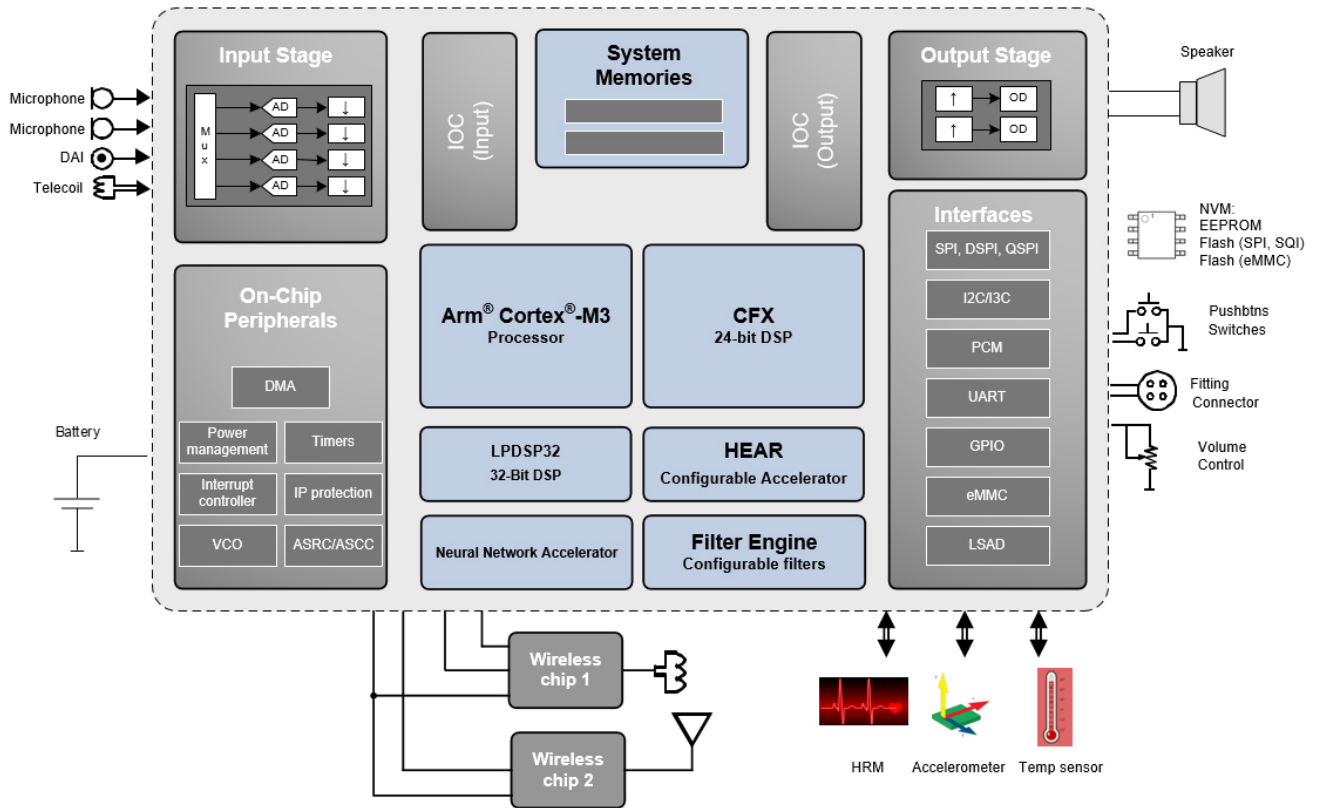 Microphone
Microphone
DAI
Telecoil
Battery
Input Stage
Mux
AD
↓
AD
↓
AD
↓
AD
↓
On-Chip
Peripherals
DMA
Power
management
Timers
Interrupt
controller
IP protection
VCO
ASRC/ASCC
IOC
(Input)
System
Memories
IOC
(Output)
Arm® Cortex®-M3
Processor
CFX
24-bit DSP
LPDSP32
32-Bit DSP
HEAR
Configurable Accelerator
Neural Network Accelerator
Filter Engine
Configurable filters
Output Stage
↑
OD
↑
OD
Interfaces
SPI, DSPI, QSPI
I2C/I3C
PCM
UART
GPIO
eMMC
LSAD
Speaker
1
NVM:
EEPROM
Flash (SPI, SQI)
Flash (eMMC)
Pushbtns
Switches
Fitting
Connector
Volume
Control
Wireless
chip 1
Wireless
chip 2
HRM
Accelerometer
Temp sensor